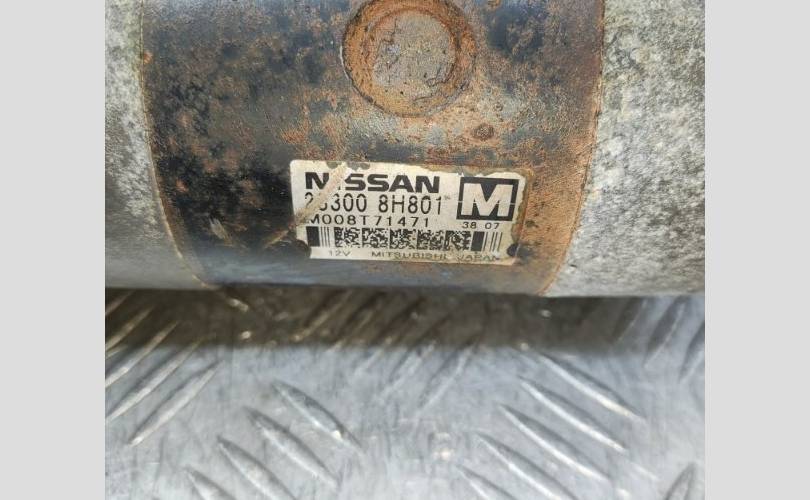 NISSAN M
23300 8H801
M008T71471 38 07
12V MITSUBISHI JAPAN